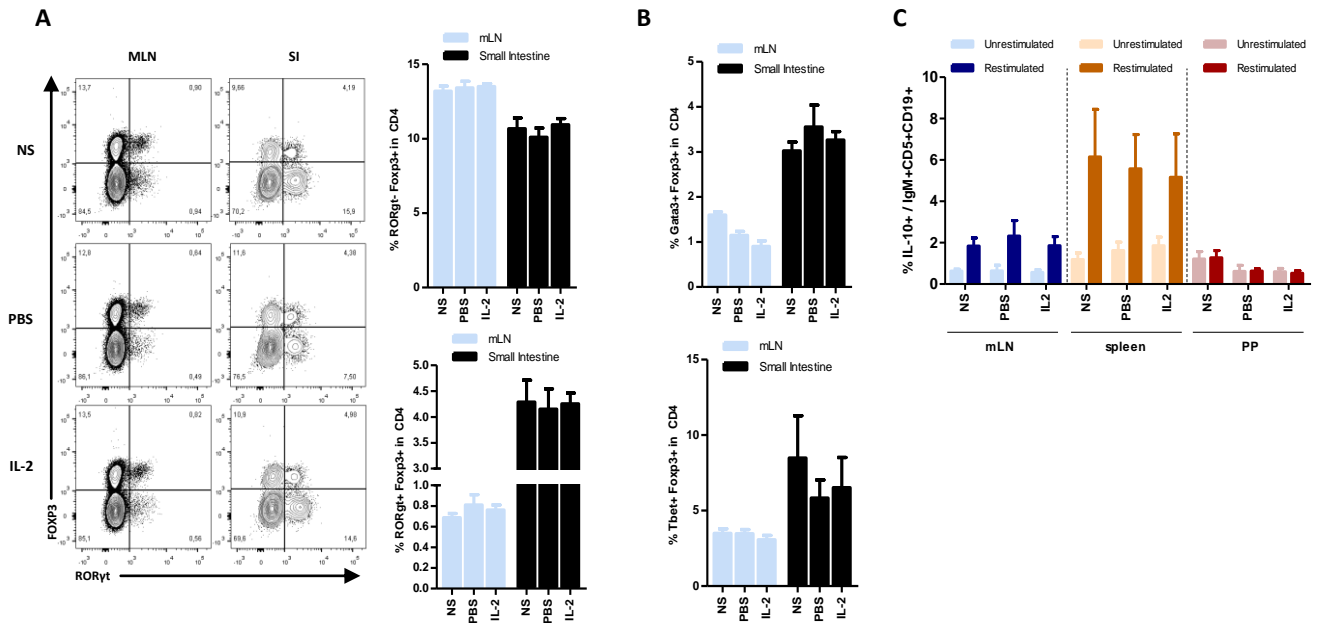 A
MLN
SI
NS
PBS
IL-2
FOXP3
RORγt
13,7
0,90
84,5
0,94
9,66
4,19
70,2
15,9
12,8
0,64
86,1
0,49
11,6
4,38
76,5
7,50
13,5
0,82
85,1
0,56
10,9
4,90
69,6
14,6
mLN
Small Intestine
% RORgt- Foxp3+ in CD4
15
10
5
0
NS
PBS
IL-2
NS
PBS
IL-2
mLN
Small Intestine
% RORgt+ Foxp3+ in CD4
5.0
4.5
4.0
3.5
3.0
1.0
0.8
0.6
0.4
0.2
0.0
NS
PBS
IL-2
NS
PBS
IL-2
B
mLN
Small Intestine
% Gata3+ Foxp3+ in CD4
5
4
3
2
1
0
NS
PBS
IL-2
NS
PBS
IL-2
mLN
Small Intestine
% Tbet+ Foxp3+ in CD4
15
10
5
0
NS
PBS
IL-2
NS
PBS
IL-2
C
Unrestimulated
Restimulated
Unrestimulated
Restimulated
Unrestimulated
Restimulated
% IL-10+ / IgM+CD5+CD19+
10
8
6
4
2
0
NS
PBS
IL2
NS
PBS
IL2
NS
PBS
IL2
mLN
spleen
PP